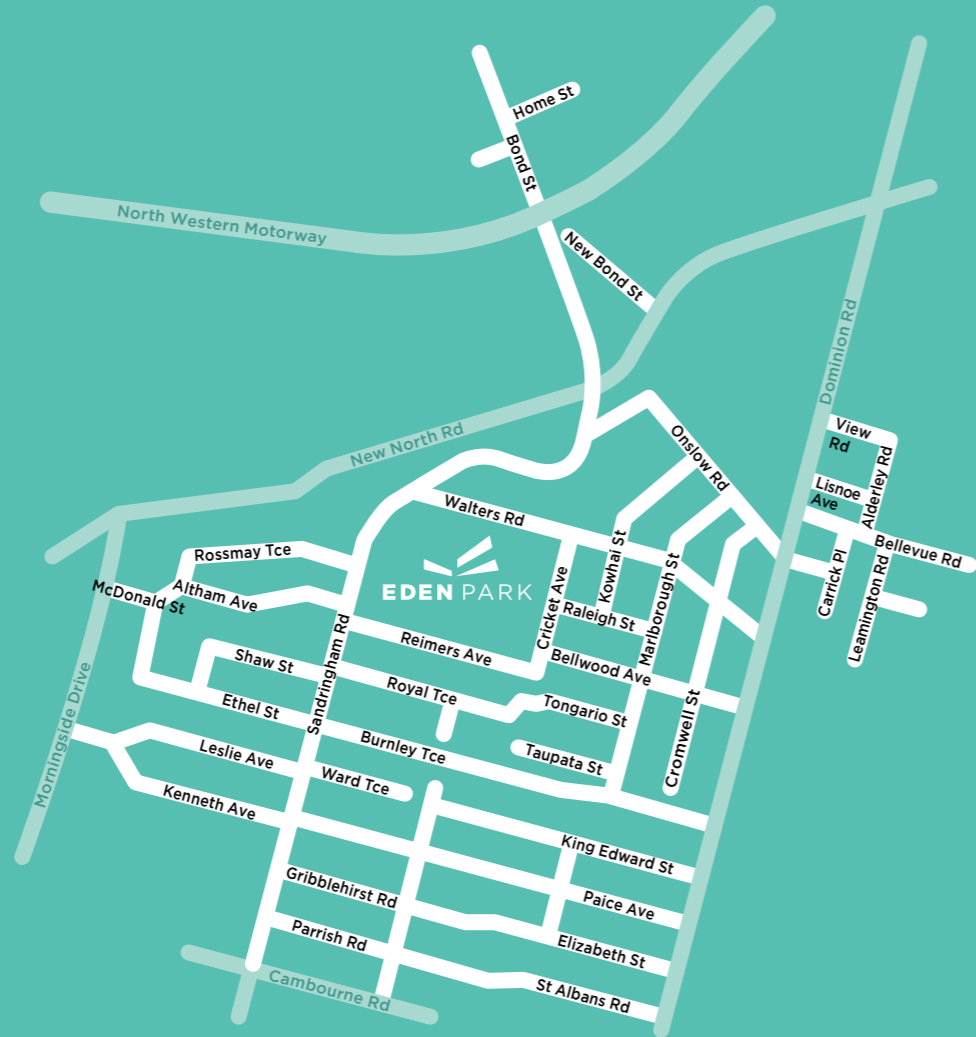 Home St
Bond St
North Western Motorway
New Bond St
Dominion Rd
New North Rd
Onslow Rd
View
Rd
Alderley Rd
Lisnoe
Ave
Walters Rd
Bellevue Rd
Rossmay Tce
Kowhai St
Marlborough St
Carrick Pl
Leamington Rd
EDEN PARK
McDonald St
Altham Ave
Cricket Ave
Raleigh St
Reimers Ave
Sandringham Rd
Bellwood Ave
Shaw St
Royal Tce
Tongario St
Cromwell St
Ethel St
Burnley Tce
Taupata St
Morningside Drive
Leslie Ave
Ward Tce
Kenneth Ave
King Edward St
Gribblehirst Rd
Paice Ave
Parrish Rd
Elizabeth St
Cambourne Rd
St Albans Rd